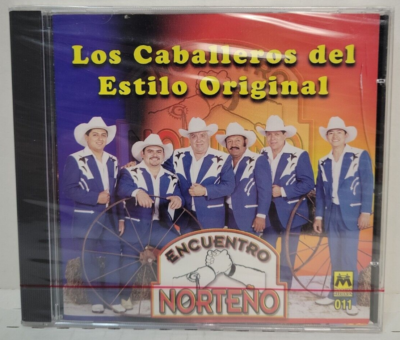 Los Caballeros del
Estilo Original
ENCUENTRO
NORTEÑO
M
011